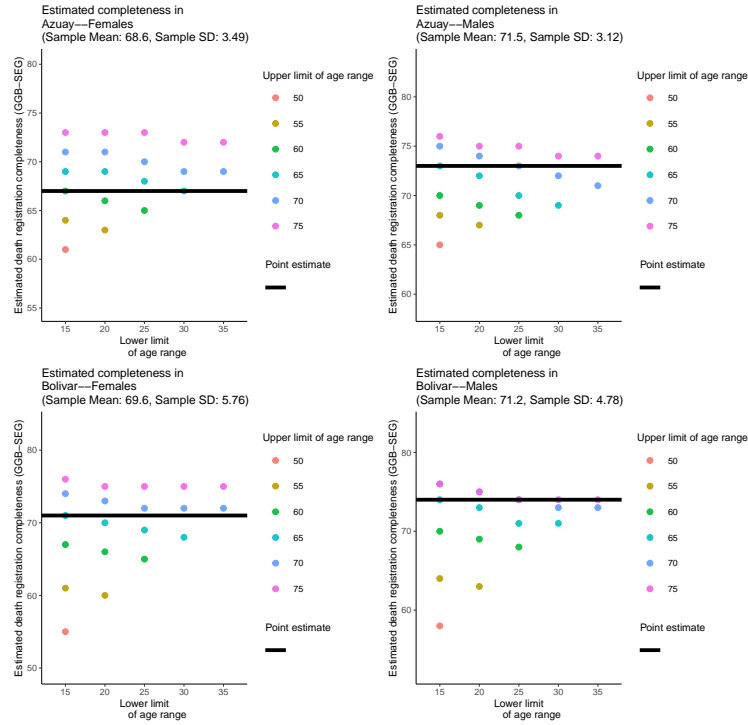 Estimated completeness in
Azuay−−Females
(Sample Mean: 68.6, Sample SD: 3.49)
Estimated death registration completeness (GGB−SEG)
80
75
70
65
60
55
15
20
25
30
35
Lower limit
of age range
Upper limit of age range
50
55
60
65
70
75
Point estimate
Estimated completeness in
Azuay−−Males
(Sample Mean: 71.5, Sample SD: 3.12)
Estimated death registration completeness (GGB−SEG)
80
75
70
65
60
15
20
25
30
35
Lower limit
of age range
Upper limit of age range
50
55
60
65
70
75
Point estimate
Estimated completeness in
Bolivar−−Females
(Sample Mean: 69.6, Sample SD: 5.76)
Estimated death registration completeness (GGB−SEG)
80
70
60
50
15
20
25
30
35
Lower limit
of age range
Upper limit of age range
50
55
60
65
70
75
Point estimate
Estimated completeness in
Bolivar−−Males
(Sample Mean: 71.2, Sample SD: 4.78)
Estimated death registration completeness (GGB−SEG)
80
70
60
15
20
25
30
35
Lower limit
of age range
Upper limit of age range
50
55
60
65
70
75
Point estimate